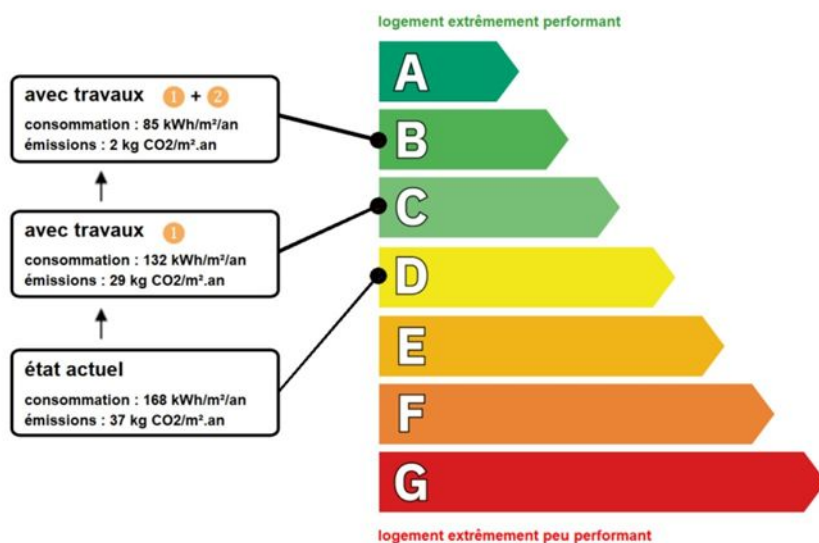 logement extrêmement performant
avec travaux 1 + 2
consommation : 85 kWh/m²/an
émissions : 2 kg CO2/m².an
avec travaux 1
consommation : 132 kWh/m²/an
émissions : 29 kg CO2/m².an
état actuel
consommation : 168 kWh/m²/an
émissions : 37 kg CO2/m².an
A
B
C
D
E
F
G
logement extrêmement peu performant